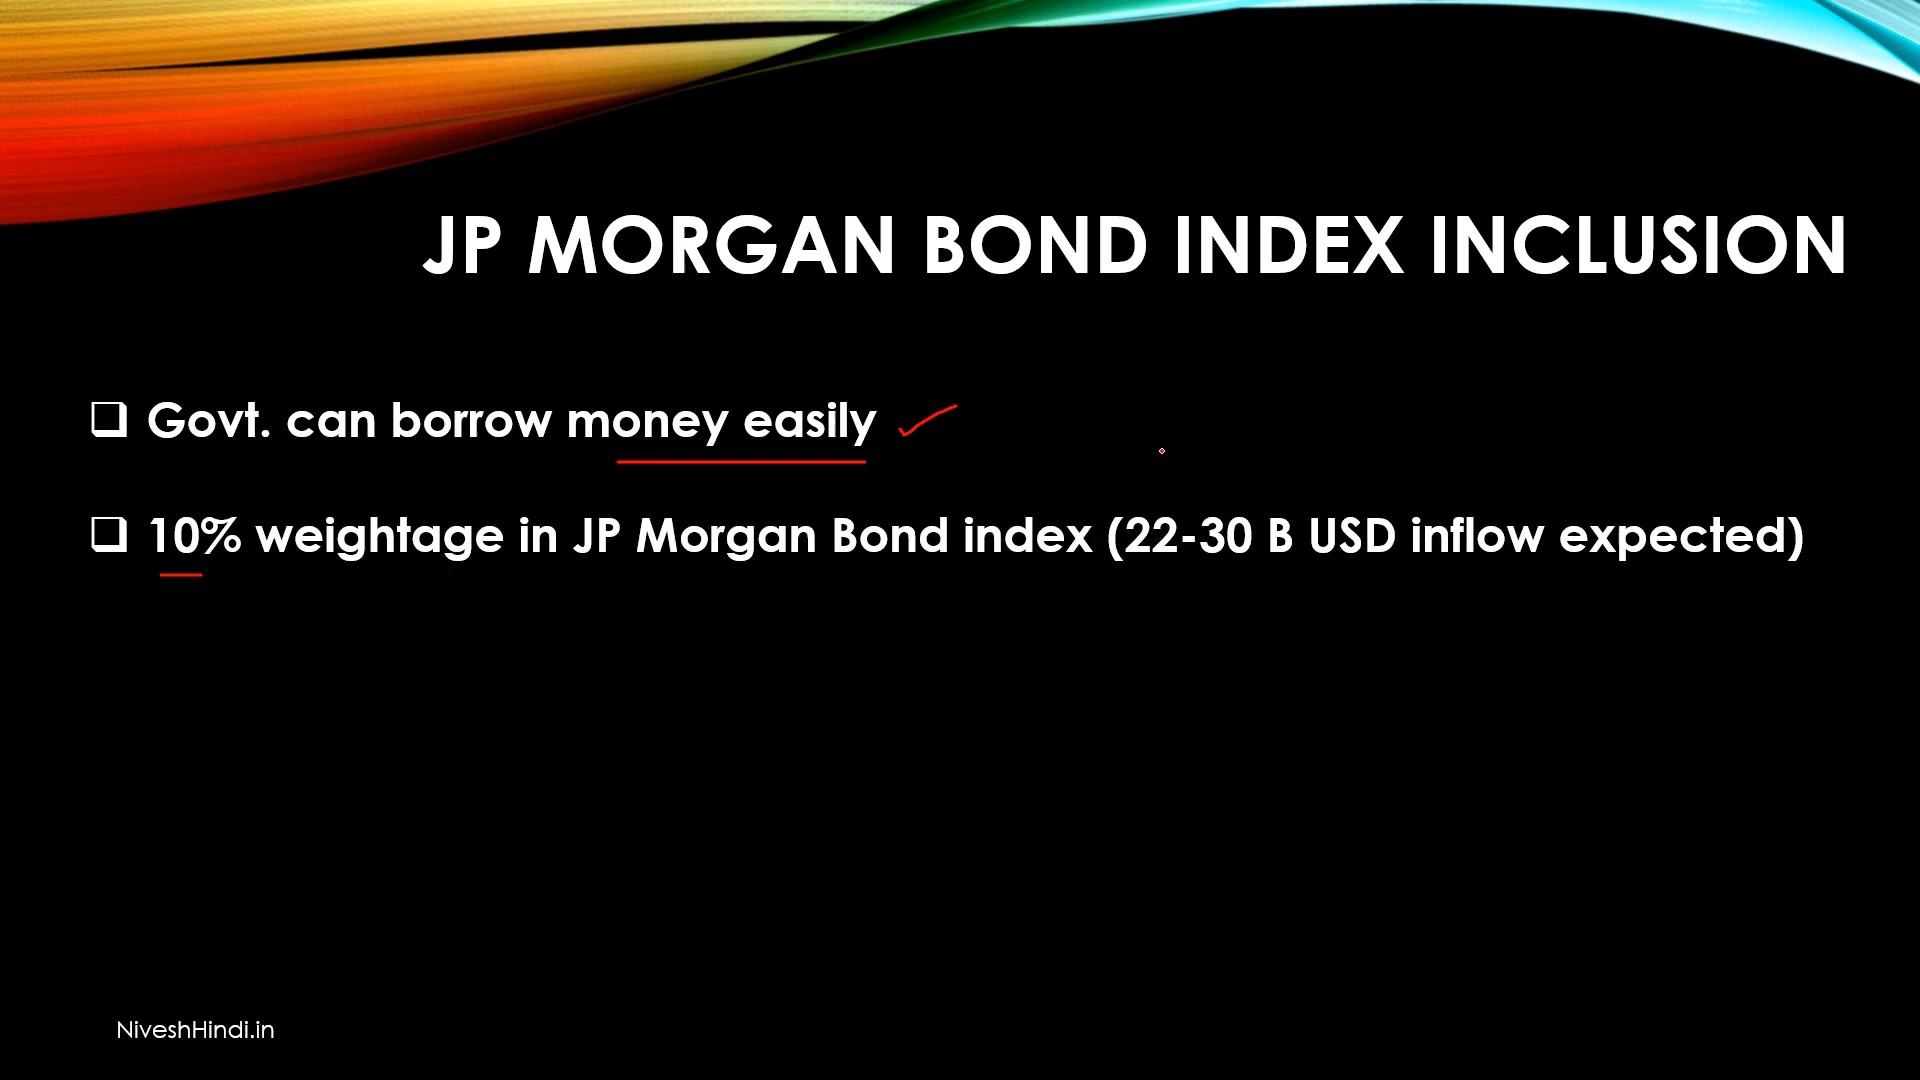 JP MORGAN BOND INDEX INCLUSION
Govt. can borrow money easily
10% weightage in JP Morgan Bond index (22-30 B USD inflow expected)
NiveshHindi.in